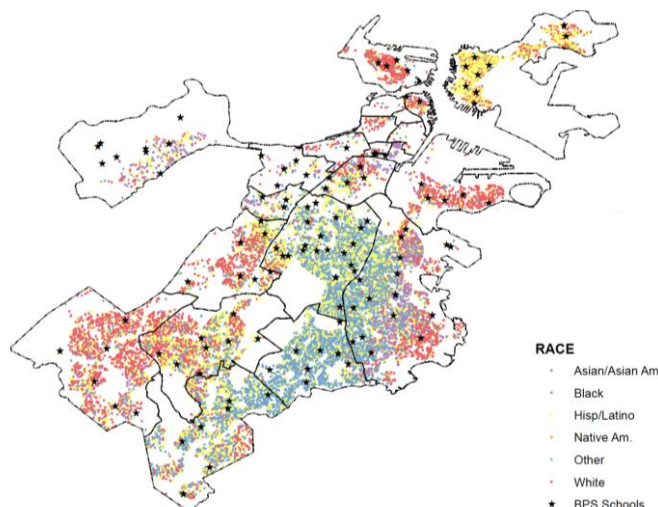 RACE
Asian/Asian Am
Black
Hisp/Latino
Native Am.
Other
White
BPS Schools